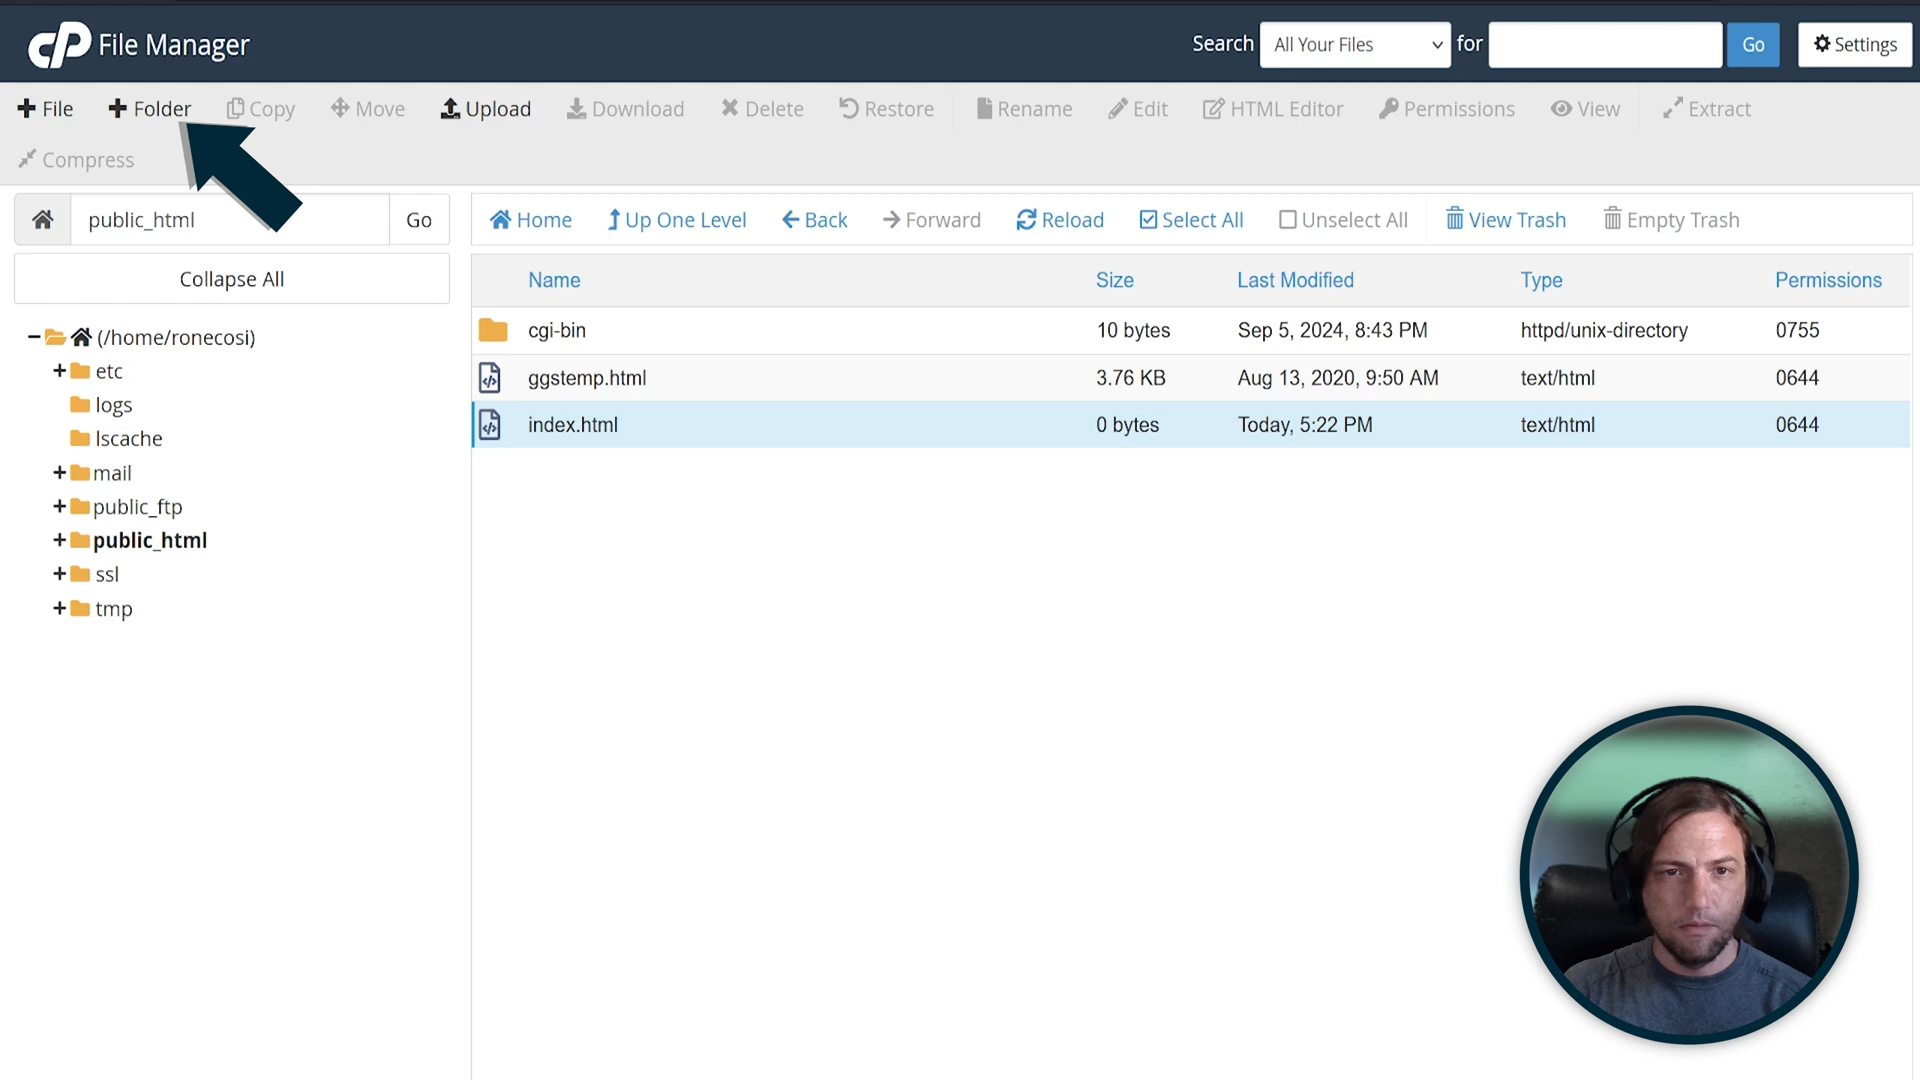 cP File Manager
Search All Your Files for Go Settings
File Folder Copy Move Upload Download Delete Restore Rename Edit HTML Editor Permissions View Extract
Compress
public_html Go
Home Up One Level Back Forward Reload Select All Unselect All View Trash Empty Trash
Collapse All
Name Size Last Modified Type Permissions
cgi-bin 10 bytes Sep 5, 2024, 8:43 PM httpd/unix-directory 0755
ggstemp.html 3.76 KB Aug 13, 2020, 9:50 AM text/html 0644
index.html 0 bytes Today, 5:22 PM text/html 0644
(/home/ronecosi)
etc
logs
lscache
mail
public_ftp
public_html
ssl
tmp